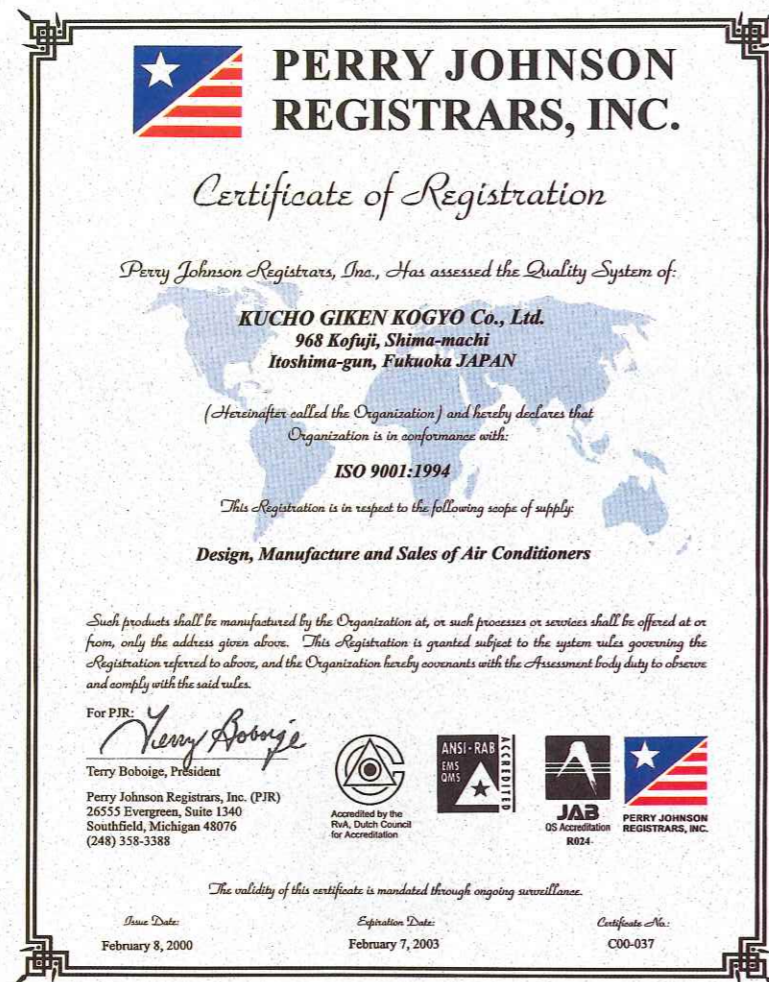 PERRY JOHNSON
REGISTRARS, INC.
Certificate of Registration
Perry Johnson Registrars, Inc., Has assessed the Quality System of:
KUCHO GIKEN KOGYO Co., Ltd.
968 Kofuji, Shima-machi
Itoshima-gun, Fukuoka JAPAN
(Hereinafter called the Organization) and hereby declares that
Organization is in conformance with:
ISO 9001:1994
This Registration is in respect to the following scope of supply:
Design, Manufacture and Sales of Air Conditioners
Such products shall be manufactured by the Organization at, or such processes or services shall be offered at or
from, only the address given above. This Registration is granted subject to the system rules governing the
Registration referred to above, and the Organization hereby covenants with the Assessment body duty to observe
and comply with the said rules.
For PJR:
Terry Boboige
Terry Boboige, President
Perry Johnson Registrars, Inc. (PJR)
26555 Evergreen, Suite 1340
Southfield, Michigan 48076
(248) 358-3388
Accredited by the
RvA, Dutch Council
for Accreditation
ANSI-RAB
EMS
QMS
ACCREDITED
JAB
QS Accreditation
R024
PERRY JOHNSON
REGISTRARS, INC.
The validity of this certificate is mandated through ongoing surveillance.
Issue Date:
February 8, 2000
Expiration Date:
February 7, 2003
Certificate No.:
C00-037